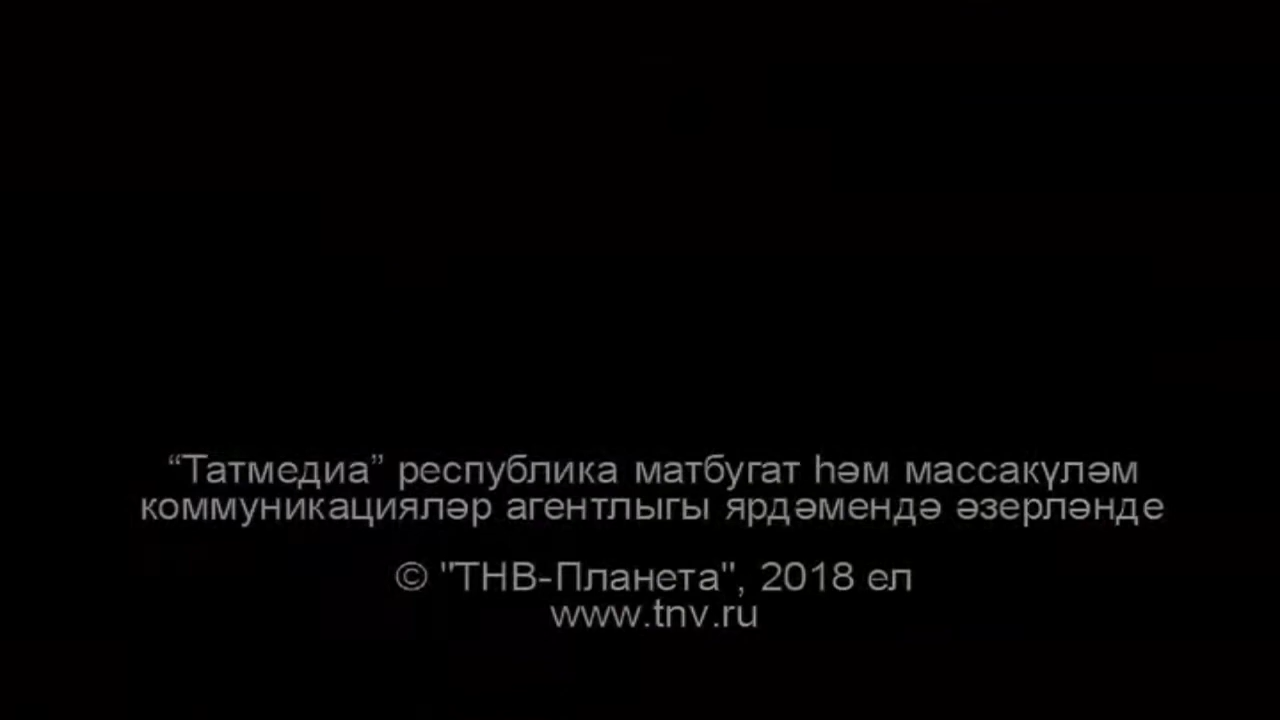 “Татмедиа” республика матбугат һәм массакүләм
коммуникацияләр агентлыгы ярдәмендә әзерләнде
© "ТНВ-Планета", 2018 ел
www.tnv.ru